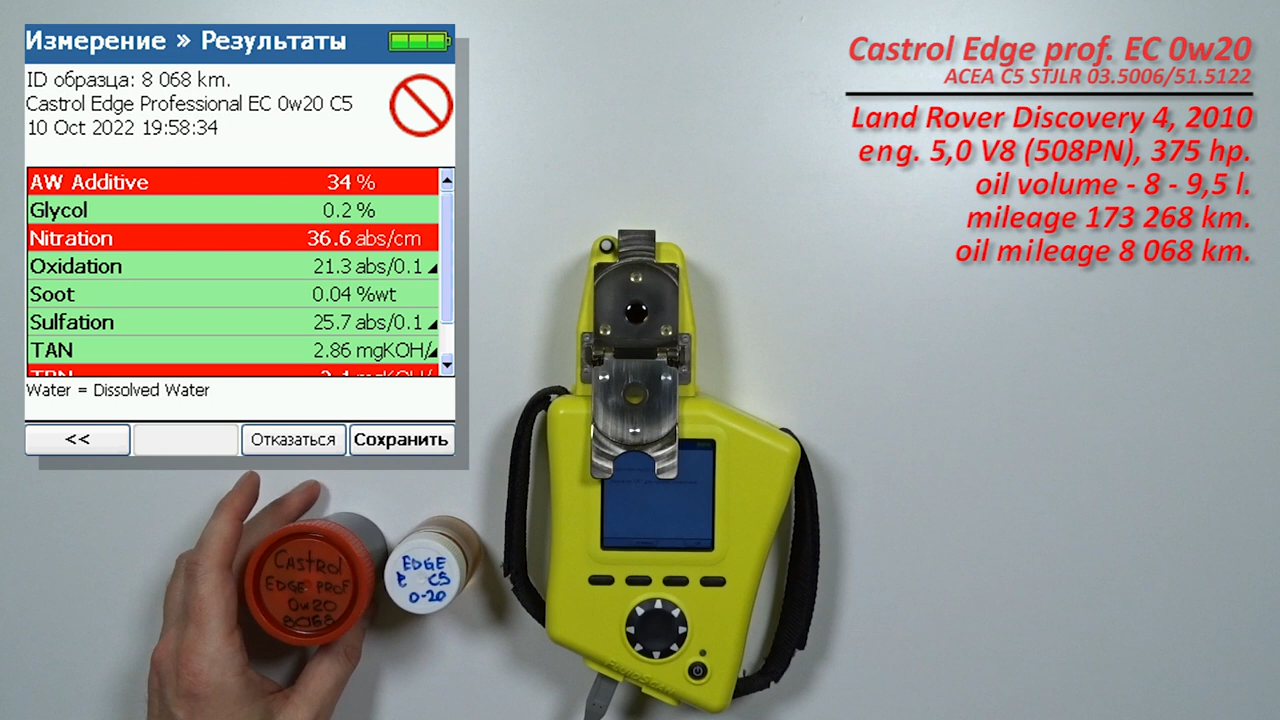 Измерение » Результаты
ID образца: 8 068 km.
Castrol Edge Professional EC 0w20 C5
10 Oct 2022 19:58:34
AW Additive 34 %
Glycol 0.2 %
Nitration 36.6 abs/cm
Oxidation 21.3 abs/0.1
Soot 0.04 %wt
Sulfation 25.7 abs/0.1
TAN 2.86 mgKOH/
Water = Dissolved Water
<<
Отказаться
Сохранить
Castrol Edge prof. EC 0w20
ACEA C5 STJLR 03.5006/51.5122
Land Rover Discovery 4, 2010
eng. 5,0 V8 (508PN), 375 hp.
oil volume - 8 - 9,5 l.
mileage 173 268 km.
oil mileage 8 068 km.
CASTROL
EDGE PROF
0W20
8068
EDGE
C5
0-20
FLUIDSCAN